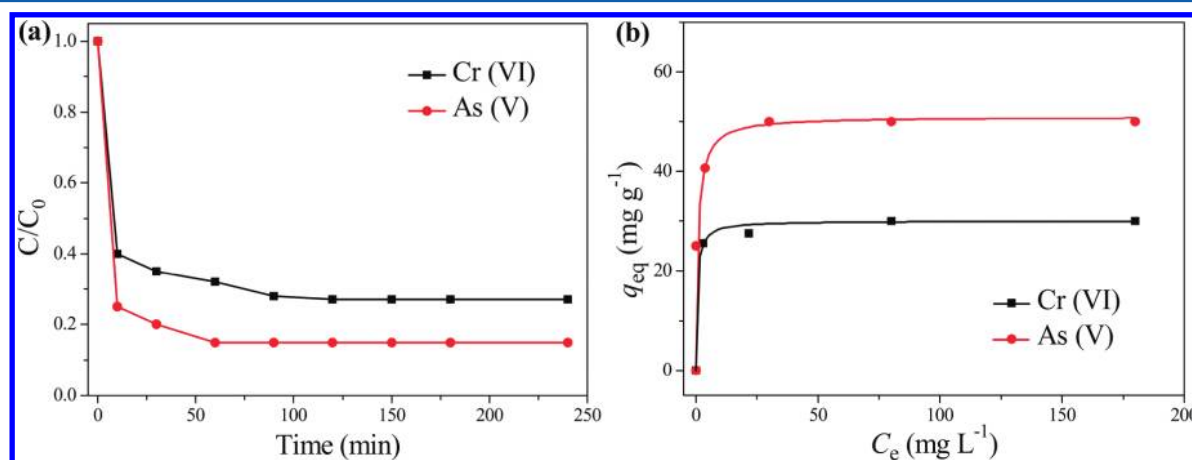 (a)
1.0
0.8
0.6
0.4
0.2
0.0
C/C₀
0
50
100
150
200
250
Time (min)
Cr (VI)
As (V)
(b)
60
40
20
0
qeq (mg g⁻¹)
0
50
100
150
200
Cₑ (mg L⁻¹)
Cr (VI)
As (V)